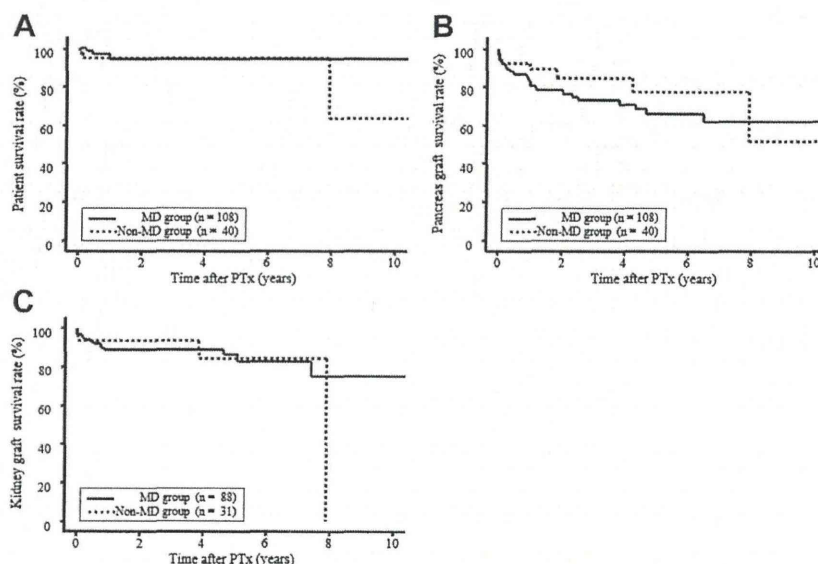 A
Patient survival rate (%)
100
80
60
40
20
0
MD group (n = 108)
Non-MD group (n = 40)
0 2 4 6 8 10
Time after PTx (years)
B
Pancreas graft survival rate (%)
100
80
60
40
20
0
MD group (n = 108)
Non-MD group (n = 40)
0 2 4 6 8 10
Time after PTx (years)
C
Kidney graft survival rate (%)
100
80
60
40
20
0
MD group (n = 88)
Non-MD group (n = 31)
0 2 4 6 8 10
Time after PTx (years)